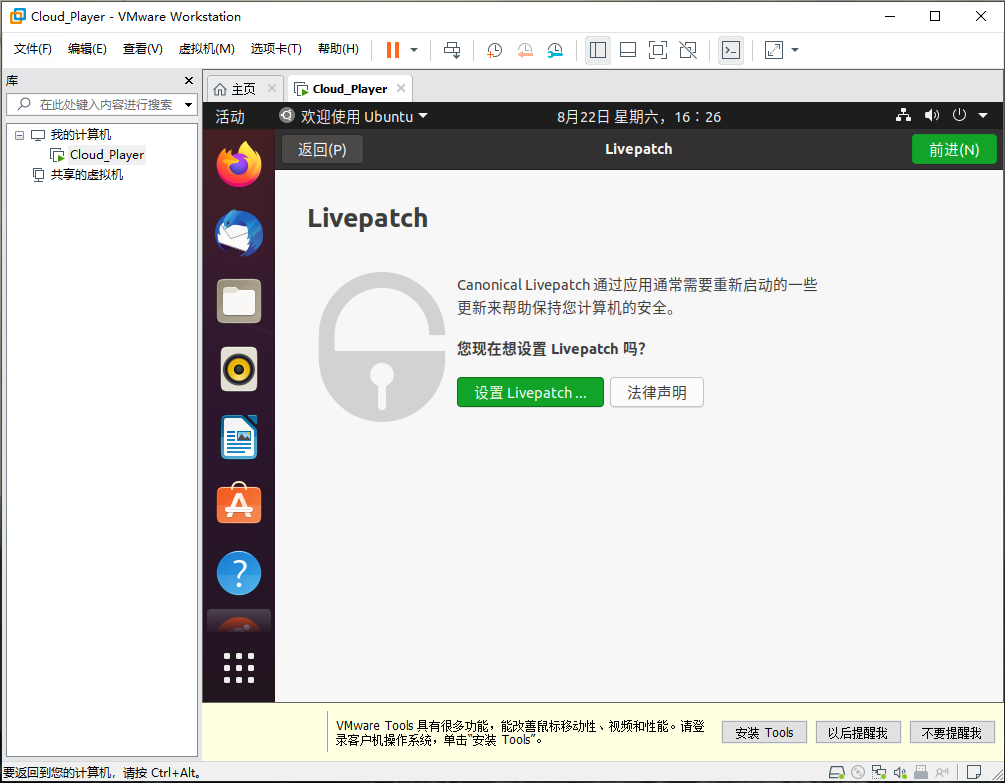 Cloud_Player - VMware Workstation
文件(F) 编辑(E) 查看(V) 虚拟机(M) 选项卡(T) 帮助(H)
库
在此处键入内容进行搜索
我的计算机
Cloud_Player
共享的虚拟机
主页
Cloud_Player
活动 欢迎使用 Ubuntu 8月22日 星期六，16：26
返回(P) Livepatch 前进(N)
Livepatch
Canonical Livepatch 通过应用通常需要重新启动的一些
更新来帮助保持您计算机的安全。
您现在想设置 Livepatch 吗?
设置 Livepatch ... 法律声明
VMware Tools 具有很多功能，能改善鼠标移动性、视频和性能。请登
录客户机操作系统，单击“安装 Tools”。
安装 Tools 以后提醒我 不要提醒我
要返回到您的计算机，请按 Ctrl+Alt。